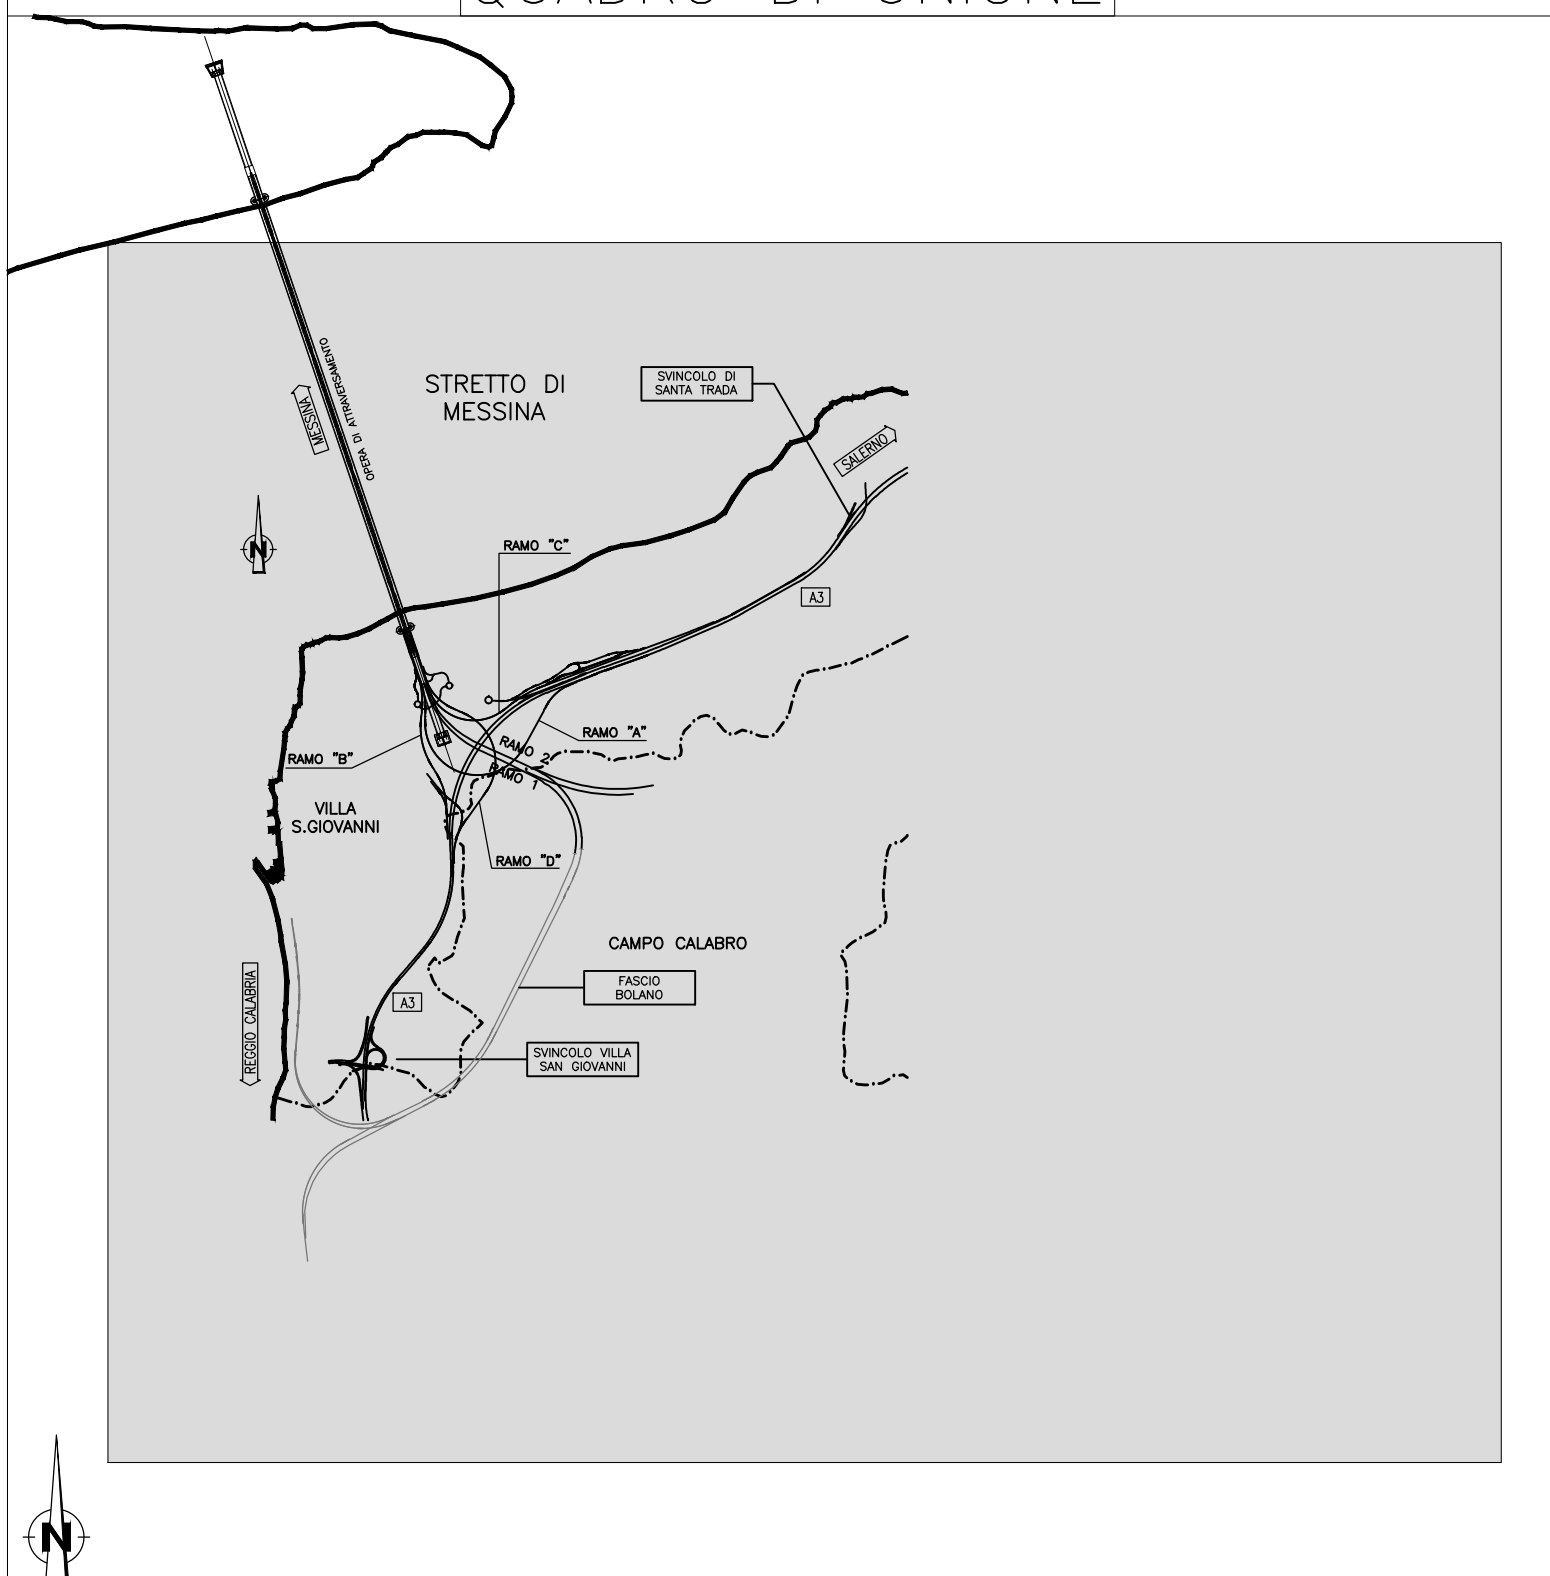 QUADRO DI UNIONE
OPERA DI ATTRAVERSAMENTO
MESSINA
STRETTO DI
MESSINA
SVINCOLO DI
SANTA TRADA
SALERNO
N
RAMO "C"
A3
RAMO "A"
RAMO 2
RAMO "B"
RAMO 1
VILLA
S.GIOVANNI
RAMO "D"
CAMPO CALABRO
FASCIO
BOLANO
REGGIO CALABRIA
A3
SVINCOLO VILLA
SAN GIOVANNI
N